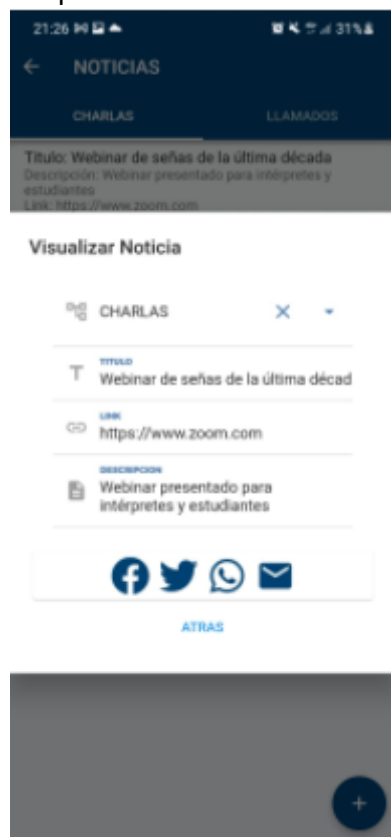 21:26
31%
NOTICIAS
CHARLAS
LLAMADOS
Título: Webinar de señas de la última década
Descripción: Webinar presentado para intérpretes y
estudiantes
Link: https://www.zoom.com
Visualizar Noticia
CHARLAS
TITULO
Webinar de señas de la última décad
LINK
https://www.zoom.com
DESCRIPCION
Webinar presentado para
intérpretes y estudiantes
ATRAS